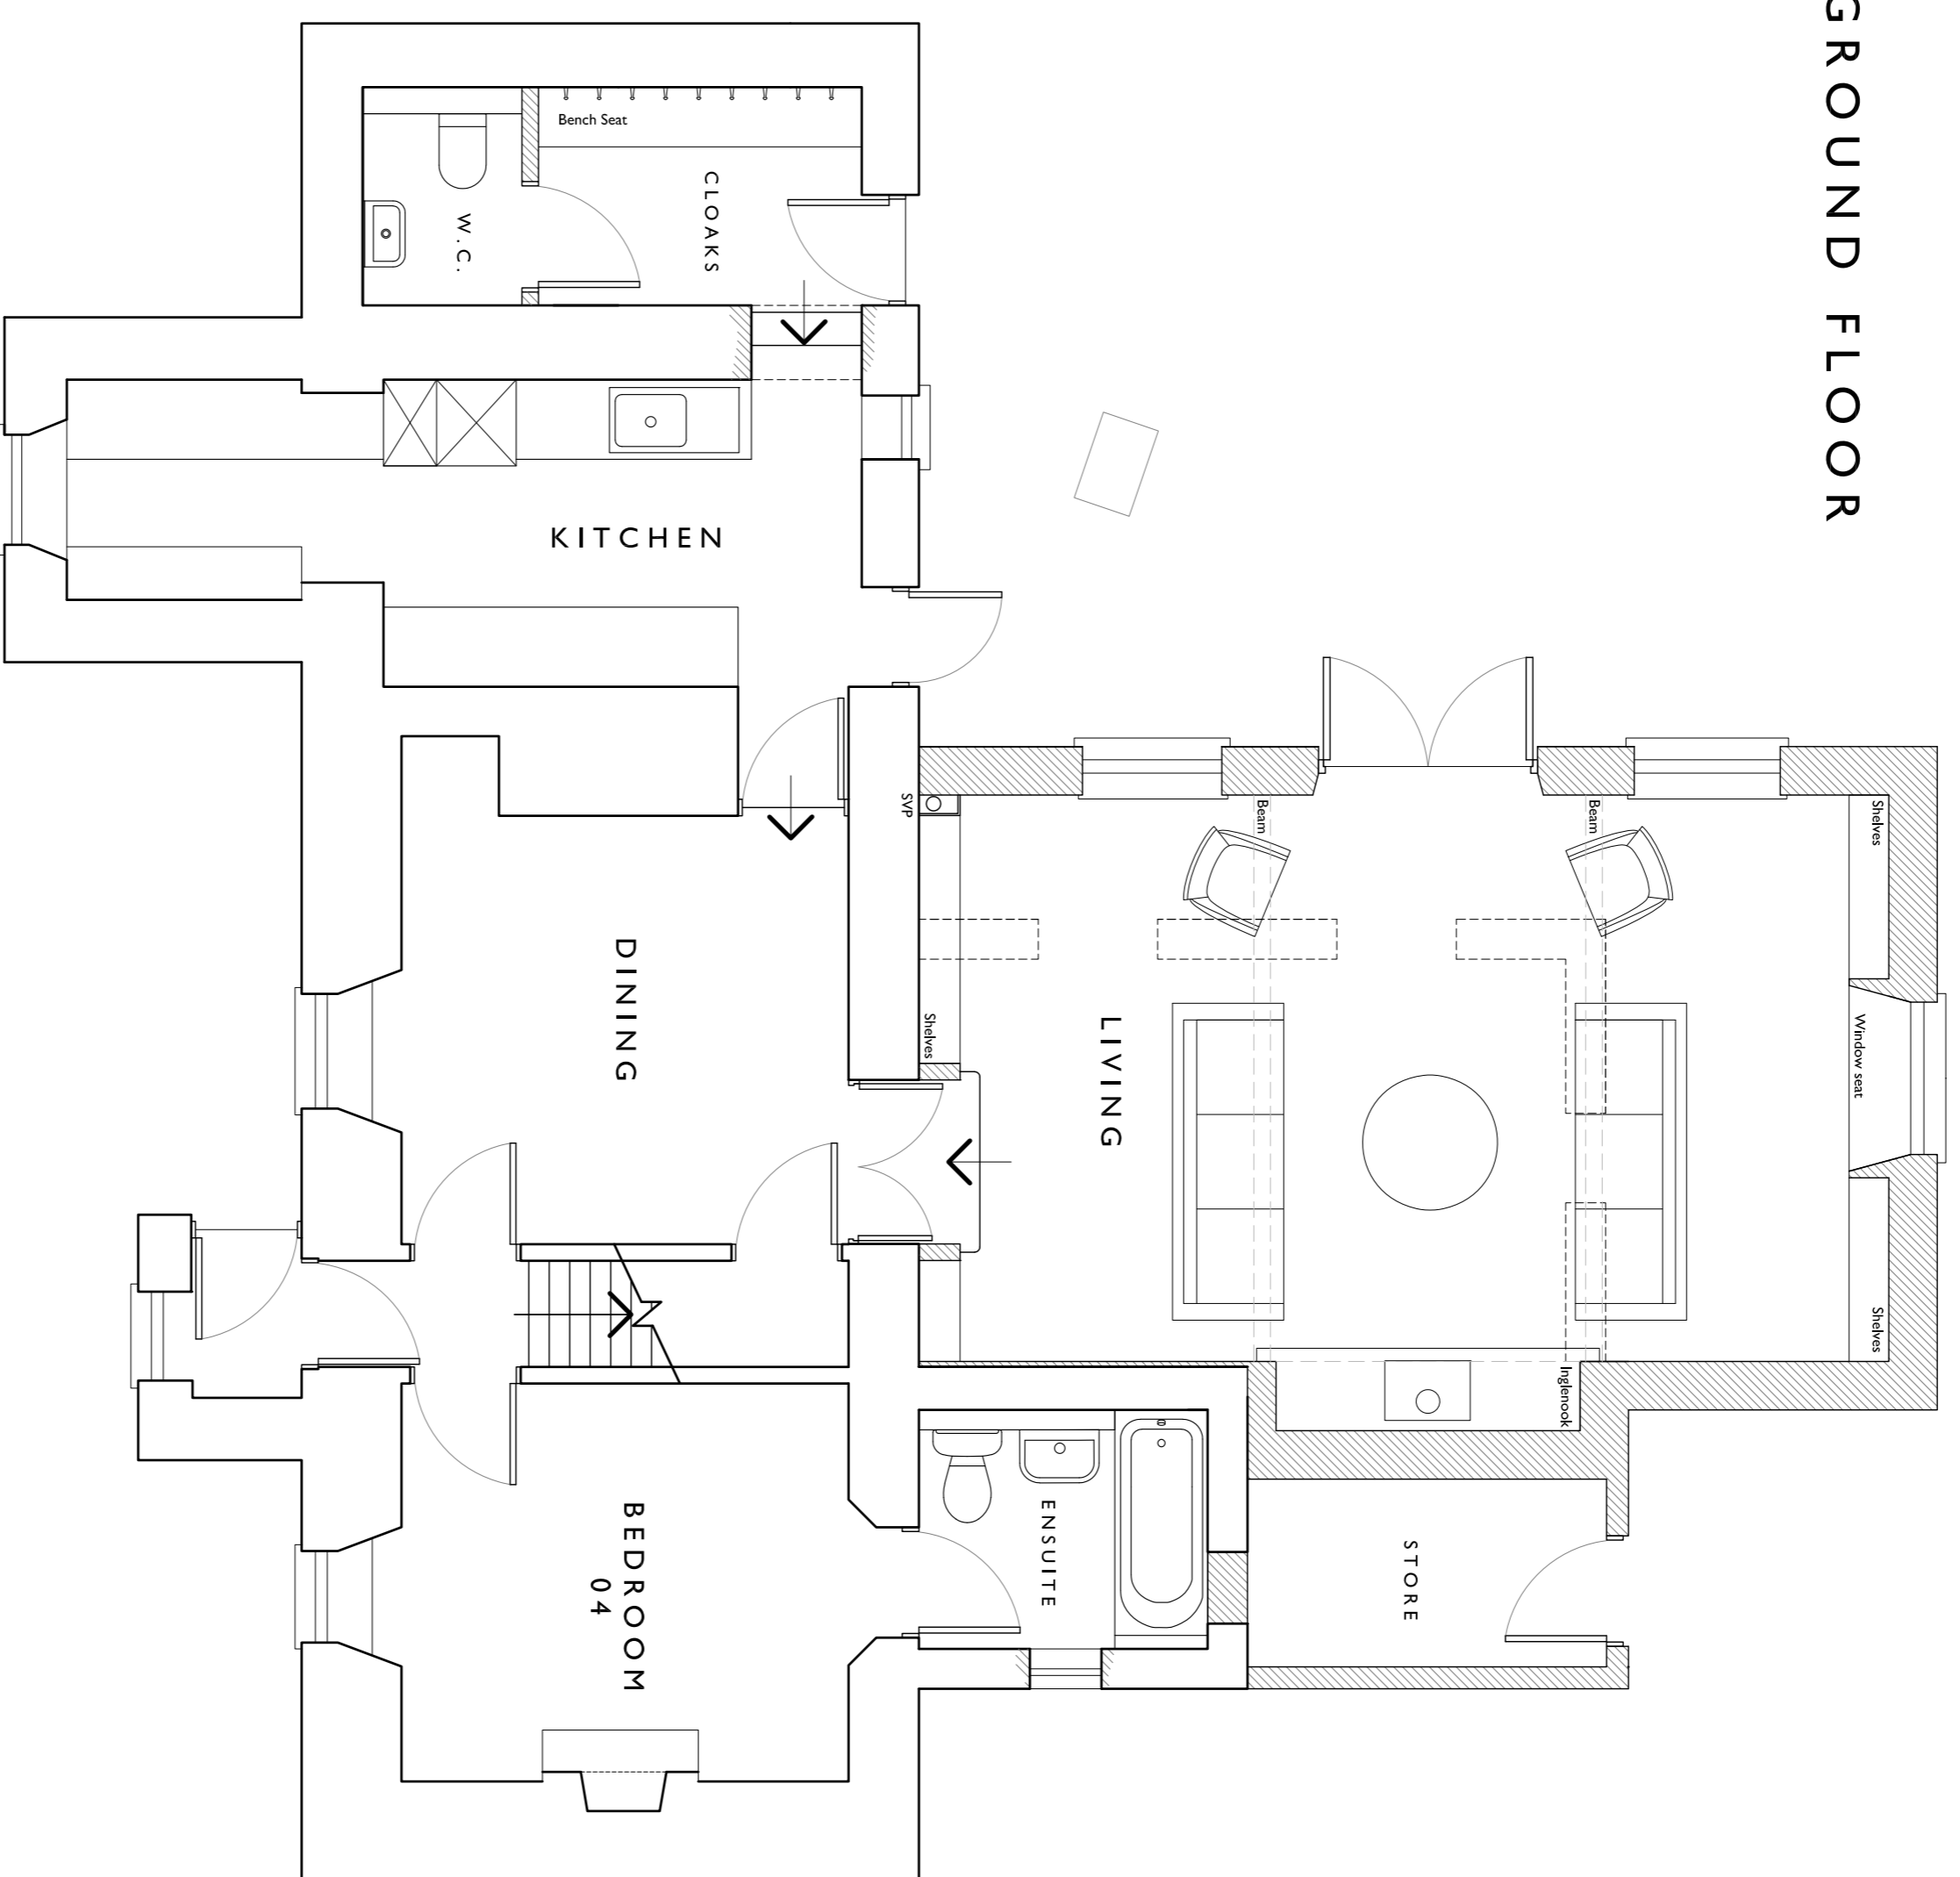 GROUND FLOOR
Bench Seat
CLOAKS
W.C.
KITCHEN
SVP
Beam
Beam
Shelves
DINING
Shelves
LIVING
Window seat
Shelves
Inglenook
BEDROOM
04
ENSUITE
STORE